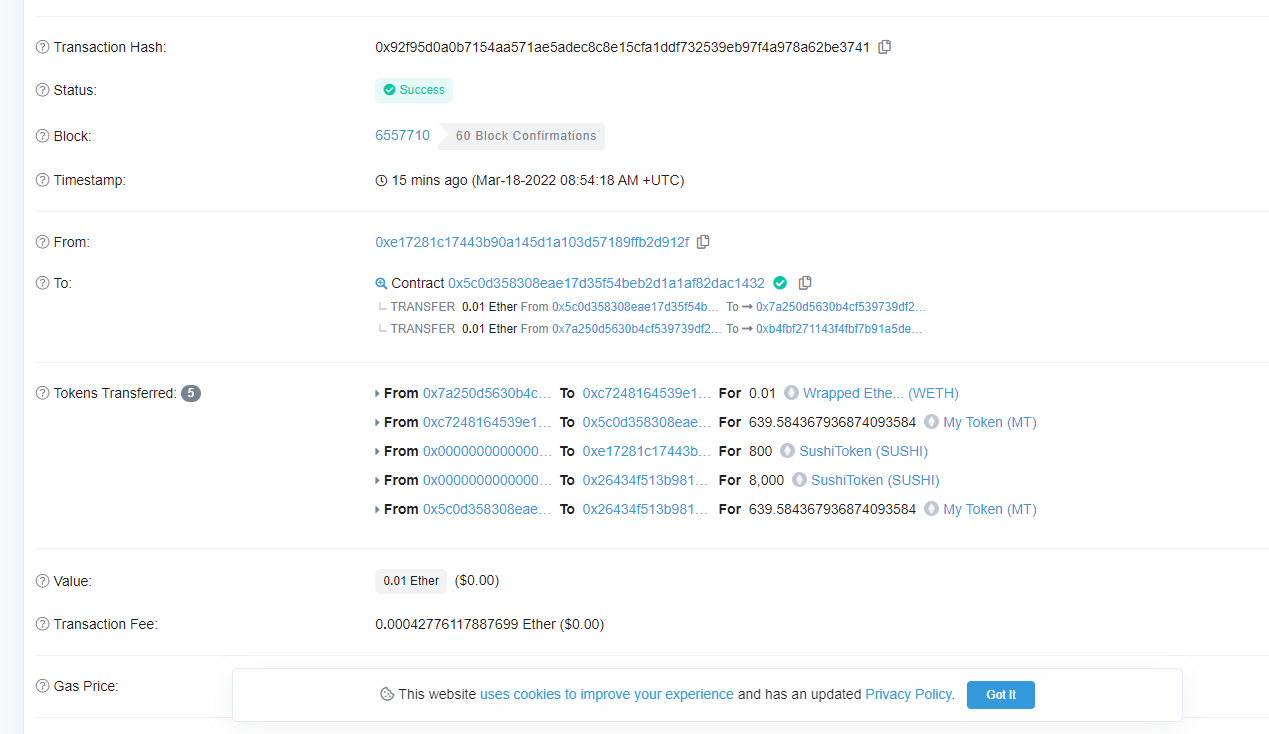 Transaction Hash: 0x92f95d0a0b7154aa571ae5adec8c8e15cfa1ddf732539eb97f4a978a62be3741
Status: Success
Block: 6557710 60 Block Confirmations
Timestamp: 15 mins ago (Mar-18-2022 08:54:18 AM +UTC)
From: 0xe17281c17443b90a145d1a103d57189ffb2d912f
To: Contract 0x5c0d358308eae17d35f54beb2d1a1af82dac1432
TRANSFER 0.01 Ether From 0x5c0d358308eae17d35f54b... To 0x7a250d5630b4cf539739df2...
TRANSFER 0.01 Ether From 0x7a250d5630b4cf539739df2... To 0xb4fbf271143f4fbf7b91a5de...
Tokens Transferred: 5 From 0x7a250d5630b4c... To 0xc7248164539e1... For 0.01 Wrapped Ethe... (WETH)
From 0xc7248164539e1... To 0x5c0d358308eae... For 639.584367936874093584 My Token (MT)
From 0x0000000000000... To 0xe17281c17443b... For 800 SushiToken (SUSHI)
From 0x0000000000000... To 0x26434f513b981... For 8,000 SushiToken (SUSHI)
From 0x5c0d358308eae... To 0x26434f513b981... For 639.584367936874093584 My Token (MT)
Value: 0.01 Ether ($0.00)
Transaction Fee: 0.00042776117887699 Ether ($0.00)
Gas Price:
This website uses cookies to improve your experience and has an updated Privacy Policy. Got It